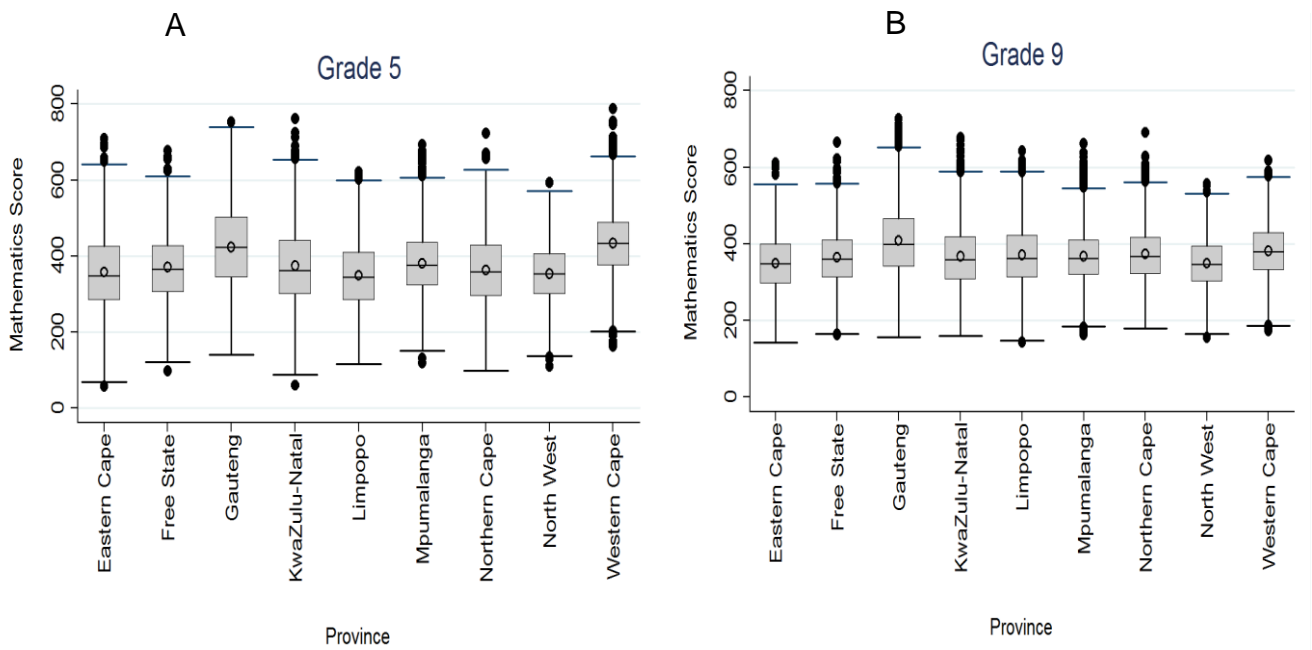 A
Grade 5
Mathematics Score
800
600
400
200
0
Eastern Cape
Free State
Gauteng
KwaZulu-Natal
Limpopo
Mpumalanga
Northern Cape
North West
Western Cape
Province
B
Grade 9
Mathematics Score
800
600
400
200
0
Eastern Cape
Free State
Gauteng
KwaZulu-Natal
Limpopo
Mpumalanga
Northern Cape
North West
Western Cape
Province